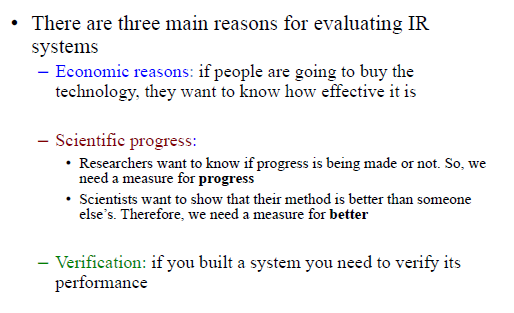 • There are three main reasons for evaluating IR
systems
– Economic reasons: if people are going to buy the
technology, they want to know how effective it is
– Scientific progress:
• Researchers want to know if progress is being made or not. So, we
need a measure for progress
• Scientists want to show that their method is better than someone
else's. Therefore, we need a measure for better
– Verification: if you built a system you need to verify its
performance